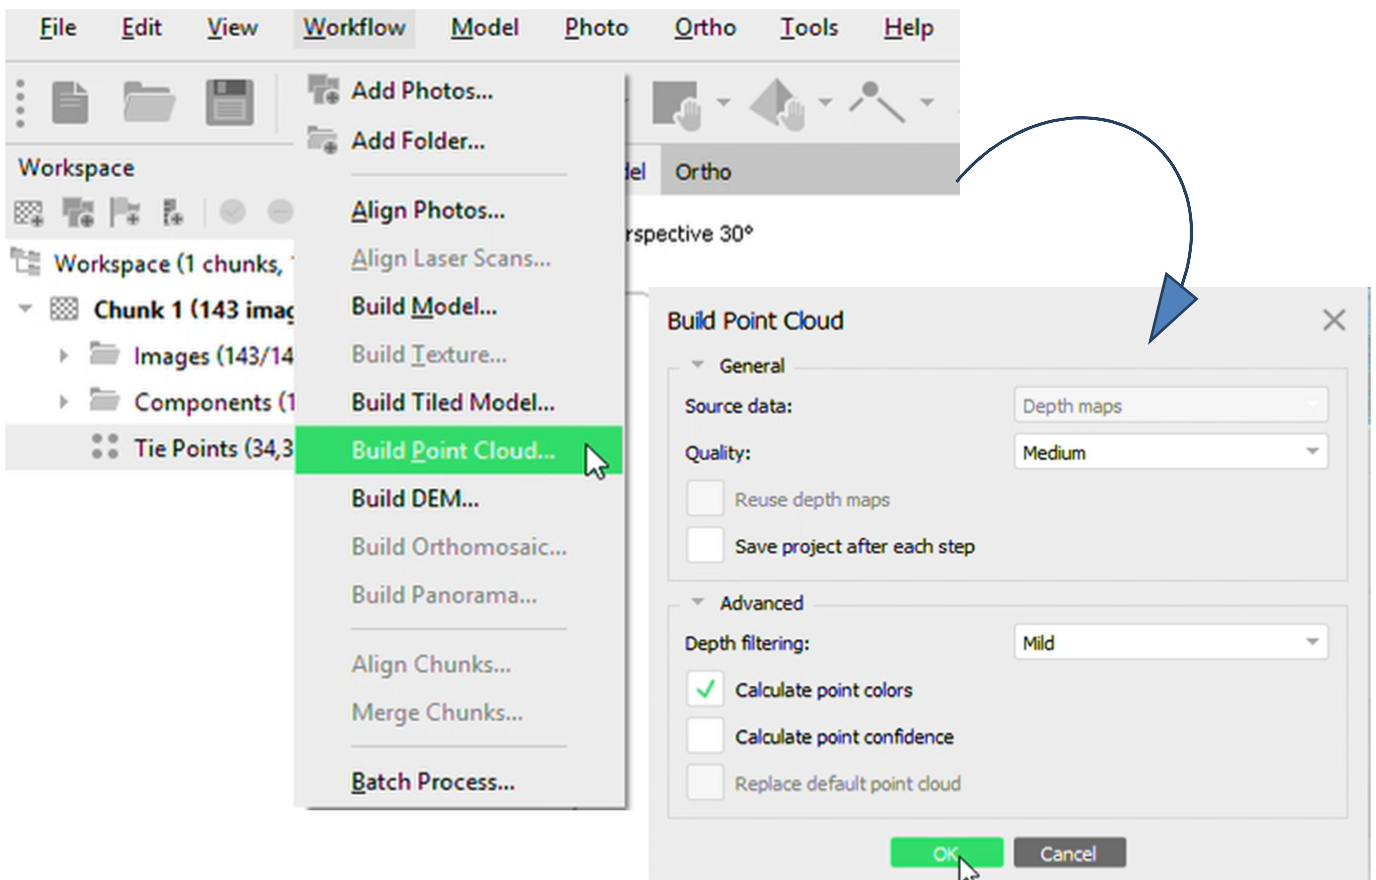 File Edit View Workflow Model Photo Ortho Tools Help
Add Photos...
Add Folder...
Workspace
Ortho
Align Photos...
Perspective 30°
Align Laser Scans...
Workspace (1 chunks,
Build Model...
Chunk 1 (143 imag
Build Texture...
Images (143/14
Build Tiled Model...
Components (1
Build Point Cloud...
Tie Points (34,3
Build DEM...
Build Orthomosaic...
Build Panorama...
Align Chunks...
Merge Chunks...
Batch Process...
Build Point Cloud
General
Source data: Depth maps
Quality: Medium
Reuse depth maps
Save project after each step
Advanced
Depth filtering: Mild
Calculate point colors
Calculate point confidence
Replace default point cloud
OK Cancel